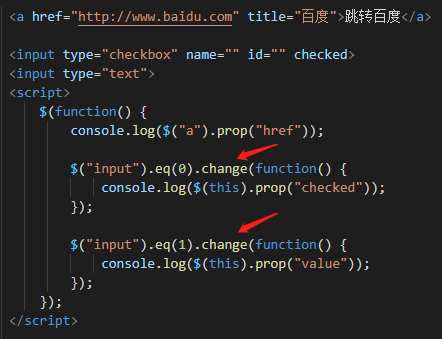 <a href="http://www.baidu.com" title="百度">跳转百度</a>
<input type="checkbox" name="" id="" checked>
<input type="text">
<script>
$(function() {
console.log($("a").prop("href"));
$("input").eq(0).change(function() {
console.log($(this).prop("checked"));
});
$("input").eq(1).change(function() {
console.log($(this).prop("value"));
});
});
</script>